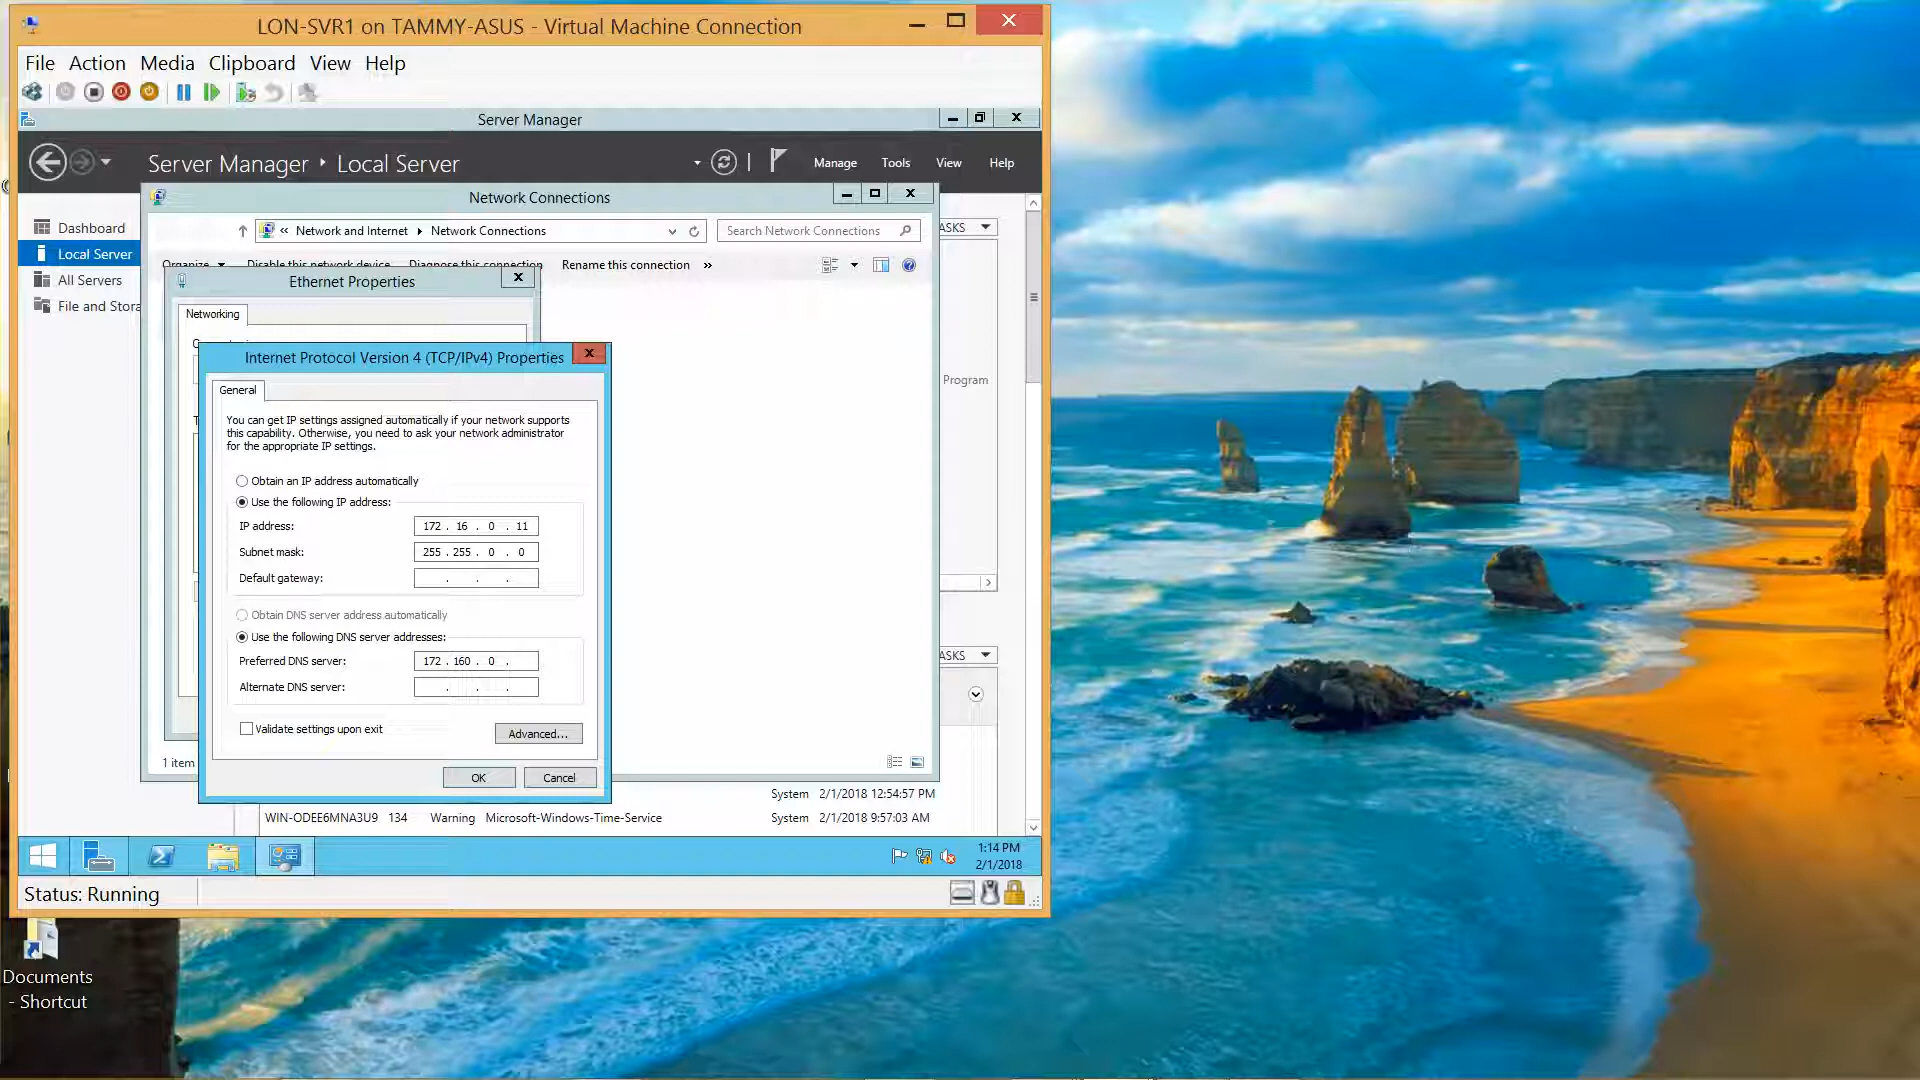 LON-SVR1 on TAMMY-ASUS - Virtual Machine Connection
File Action Media Clipboard View Help
Server Manager
Server Manager Local Server
Manage Tools View Help
Network Connections
Dashboard
Local Server
All Servers
File and Stora
« Network and Internet Network Connections
Search Network Connections
ASKS
Organize Disable this network device Diagnose this connection Rename this connection »
Ethernet Properties
Networking
Program
Internet Protocol Version 4 (TCP/IPv4) Properties
General
You can get IP settings assigned automatically if your network supports
this capability. Otherwise, you need to ask your network administrator
for the appropriate IP settings.
Obtain an IP address automatically
Use the following IP address:
IP address: 172 . 16 . 0 . 11
Subnet mask: 255 . 255 . 0 . 0
Default gateway: . . .
Obtain DNS server address automatically
Use the following DNS server addresses:
Preferred DNS server: 172 . 160 . 0 .
Alternate DNS server: . . .
ASKS
Validate settings upon exit
Advanced...
OK Cancel
1 item
System 2/1/2018 12:54:57 PM
WIN-ODEE6MNA3U9 134 Warning Microsoft-Windows-Time-Service System 2/1/2018 9:57:03 AM
1:14 PM
2/1/2018
Status: Running
Documents
- Shortcut